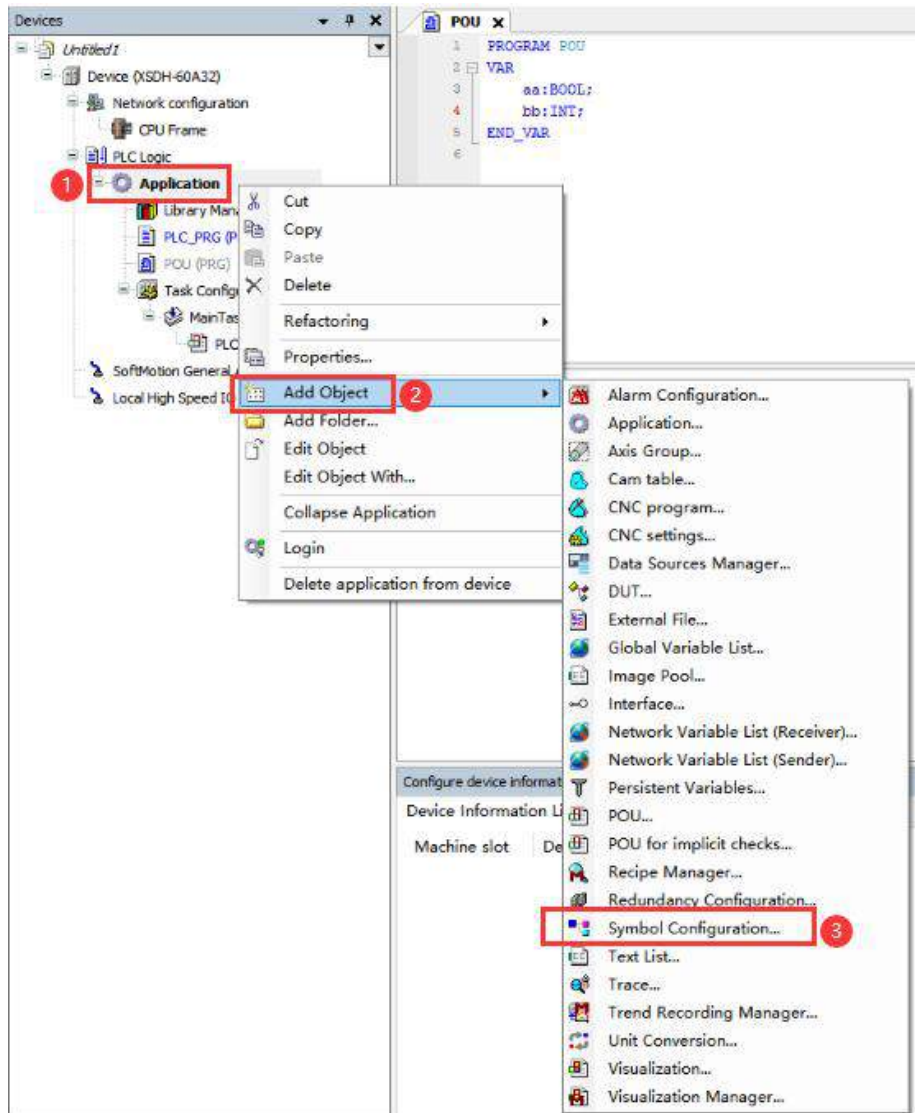 Devices
Untitled1
Device (XSDH-60A32)
Network configuration
CPU Frame
PLC Logic
1
Application
Library Man
PLC_PRG (P
POU (PRG)
Task Config
MainTas
PLC
SoftMotion General
Local High Speed IO
POU
1 PROGRAM POU
2 VAR
3 aa:BOOL;
4 bb:INT;
5 END_VAR
6
Cut
Copy
Paste
Delete
Refactoring
Properties...
Add Object
2
Add Folder...
Edit Object
Edit Object With...
Collapse Application
Login
Delete application from device
Alarm Configuration...
Application...
Axis Group...
Cam table...
CNC program...
CNC settings...
Data Sources Manager...
DUT...
External File...
Global Variable List...
Image Pool...
Interface...
Network Variable List (Receiver)...
Network Variable List (Sender)...
Persistent Variables...
POU...
POU for implicit checks...
Recipe Manager...
Redundancy Configuration...
Symbol Configuration...
3
Text List...
Trace...
Trend Recording Manager...
Unit Conversion...
Visualization...
Visualization Manager...
Configure device informat
Device Information Li
Machine slot De